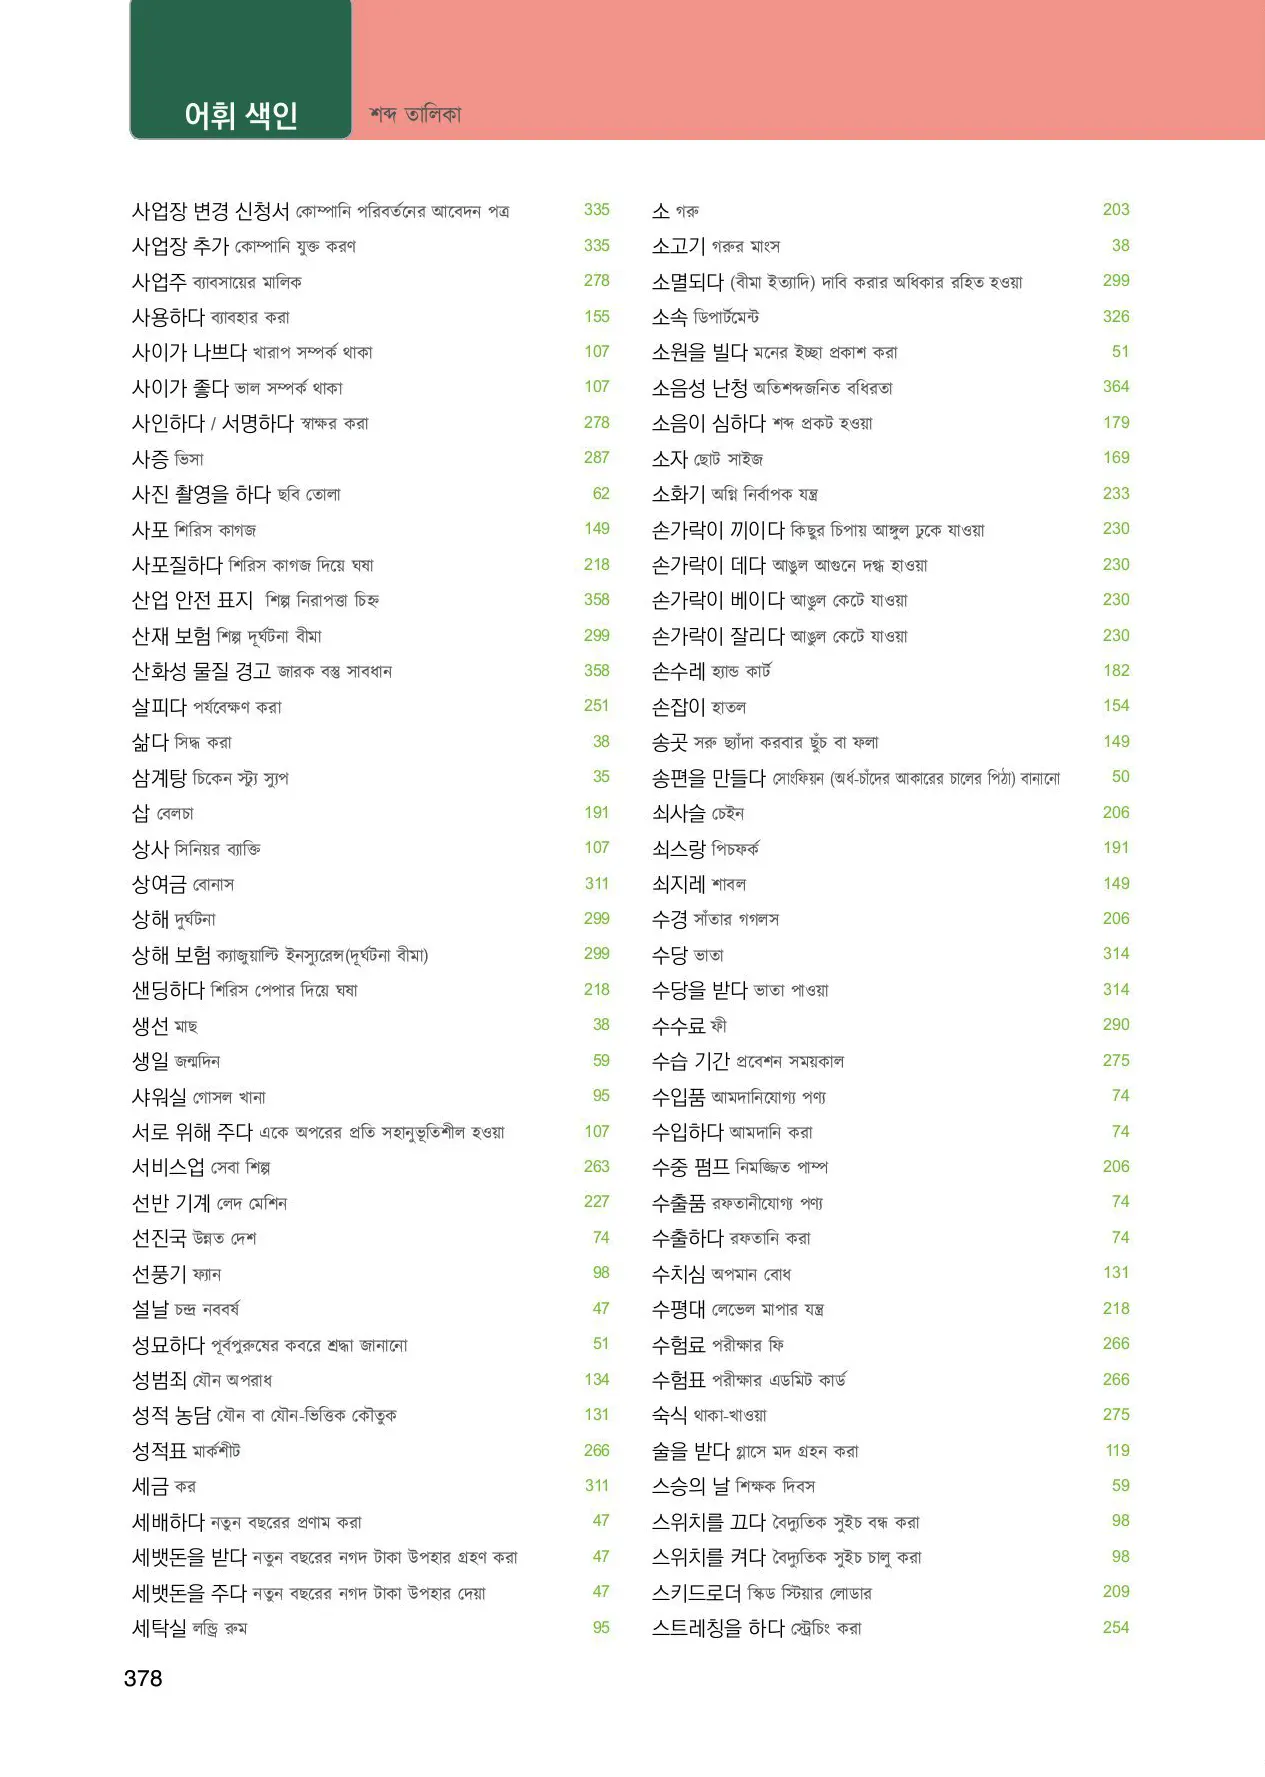 어휘 색인 শব্দ তালিকা
사업장 변경 신청서 কোম্পানি পরিবর্তনের আবেদন পত্র 335
사업장 추가 কোম্পানি যুক্ত করণ 335
사업주 ব্যাবসায়ের মালিক 278
사용하다 ব্যাবহার করা 155
사이가 나쁘다 খারাপ সম্পর্ক থাকা 107
사이가 좋다 ভাল সম্পর্ক থাকা 107
사인하다 / 서명하다 স্বাক্ষর করা 278
사증 ভিসা 287
사진 촬영을 하다 ছবি তোলা 62
사포 শিরিস কাগজ 149
사포질하다 শিরিস কাগজ দিয়ে ঘষা 218
산업 안전 표지 শিল্প নিরাপত্তা চিহ্ন 358
산재 보험 শিল্প দূর্ঘটনা বীমা 299
산화성 물질 경고 জারক বস্তু সাবধান 358
살피다 পর্যবেক্ষণ করা 251
삶다 সিদ্ধ করা 38
삼계탕 চিকেন স্ট্যু স্যুপ 35
삽 বেলচা 191
상사 সিনিয়র ব্যাক্তি 107
상여금 বোনাস 311
상해 দুর্ঘটনা 299
상해 보험 ক্যাজুয়াল্টি ইনস্যুরেন্স(দূর্ঘটনা বীমা) 299
샌딩하다 শিরিস পেপার দিয়ে ঘষা 218
생선 মাছ 38
생일 জন্মদিন 59
샤워실 গোসল খানা 95
서로 위해 주다 একে অপরের প্রতি সহানুভূতিশীল হওয়া 107
서비스업 সেবা শিল্প 263
선반 기계 লেদ মেশিন 227
선진국 উন্নত দেশ 74
선풍기 ফ্যান 98
설날 চন্দ্র নববর্ষ 47
성묘하다 পূর্বপুরুষের কবরে শ্রদ্ধা জানানো 51
성범죄 যৌন অপরাধ 134
성적 농담 যৌন বা যৌন-ভিত্তিক কৌতুক 131
성적표 মার্কশীট 266
세금 কর 311
세배하다 নতুন বছরের প্রণাম করা 47
세뱃돈을 받다 নতুন বছরের নগদ টাকা উপহার গ্রহণ করা 47
세뱃돈을 주다 নতুন বছরের নগদ টাকা উপহার দেয়া 47
세탁실 লন্ড্রি রুম 95
소 গরু 203
소고기 গরুর মাংস 38
소멸되다 (বীমা ইত্যাদি) দাবি করার অধিকার রহিত হওয়া 299
소속 ডিপার্টমেন্ট 326
소원을 빌다 মনের ইচ্ছা প্রকাশ করা 51
소음성 난청 অতিশব্দজনিত বধিরতা 364
소음이 심하다 শব্দ প্রকট হওয়া 179
소자 ছোট সাইজ 169
소화기 অগ্নি নির্বাপক যন্ত্র 233
손가락이 끼이다 কিছুর চিপায় আঙ্গুল ঢুকে যাওয়া 230
손가락이 데다 আঙুল আগুনে দগ্ধ হাওয়া 230
손가락이 베이다 আঙুল কেটে যাওয়া 230
손가락이 잘리다 আঙুল কেটে যাওয়া 230
손수레 হ্যান্ড কার্ট 182
손잡이 হাতল 154
송곳 সরু ছ্যাঁদা করবার ছুঁচ বা ফলা 149
송편을 만들다 সোংফিয়ন (অর্ধ-চাঁদের আকারের চালের পিঠা) বানানো 50
쇠사슬 চেইন 206
쇠스랑 পিচফর্ক 191
쇠지레 শাবল 149
수경 সাঁতার গগলস 206
수당 ভাতা 314
수당을 받다 ভাতা পাওয়া 314
수수료 ফী 290
수습 기간 প্রবেশন সময়কাল 275
수입품 আমদানিযোগ্য পণ্য 74
수입하다 আমদানি করা 74
수중 펌프 নিমজ্জিত পাম্প 206
수출품 রফতানীযোগ্য পণ্য 74
수출하다 রফতানি করা 74
수치심 অপমান বোধ 131
수평대 লেভেল মাপার যন্ত্র 218
수험료 পরীক্ষার ফি 266
수험표 পরীক্ষার এডমিট কার্ড 266
숙식 থাকা-খাওয়া 275
술을 받다 গ্লাসে মদ গ্রহন করা 119
스승의 날 শিক্ষক দিবস 59
스위치를 끄다 বৈদ্যুতিক সুইচ বন্ধ করা 98
스위치를 켜다 বৈদ্যুতিক সুইচ চালু করা 98
스키드로더 স্কিড স্টিয়ার লোডার 209
스트레칭을 하다 স্ট্রেচিং করা 254
378